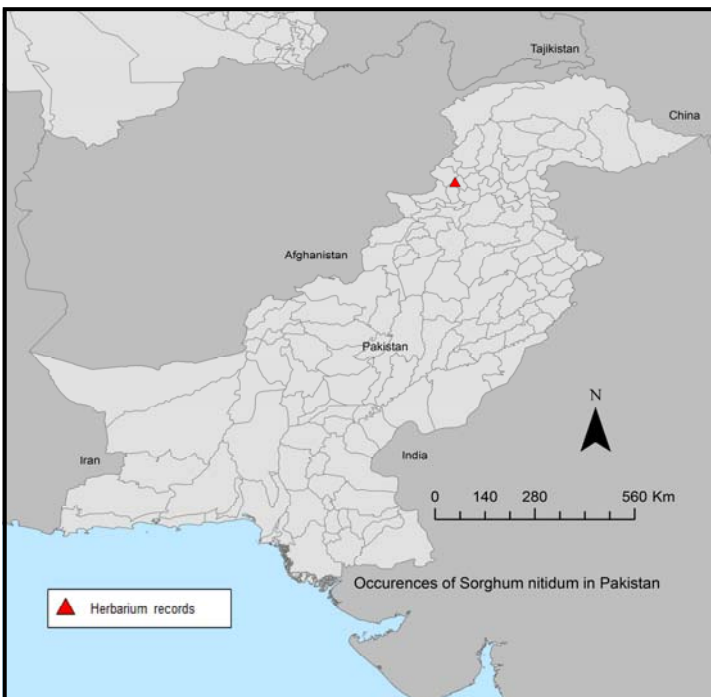 Tajikistan
China
Afghanistan
Pakistan
N
India
Iran
0 140 280 560 Km
Occurences of Sorghum nitidum in Pakistan
Herbarium records